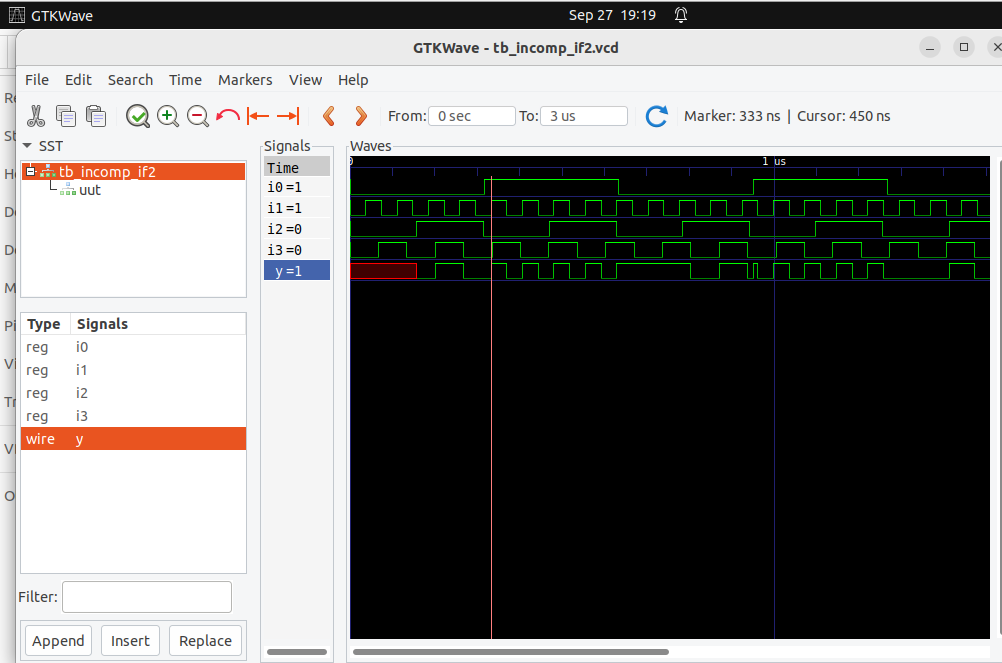 GTKWave
Sep 27 19:19
GTKWave - tb_incomp_if2.vcd
File Edit Search Time Markers View Help
From: 0 sec To: 3 us Marker: 333 ns | Cursor: 450 ns
SST
Signals
Waves
tb_incomp_if2
uut
Time
0 1 us
i0 =1
i1 =1
i2 =0
i3 =0
y =1
Type Signals
reg i0
reg i1
reg i2
reg i3
wire y
Filter:
Append Insert Replace